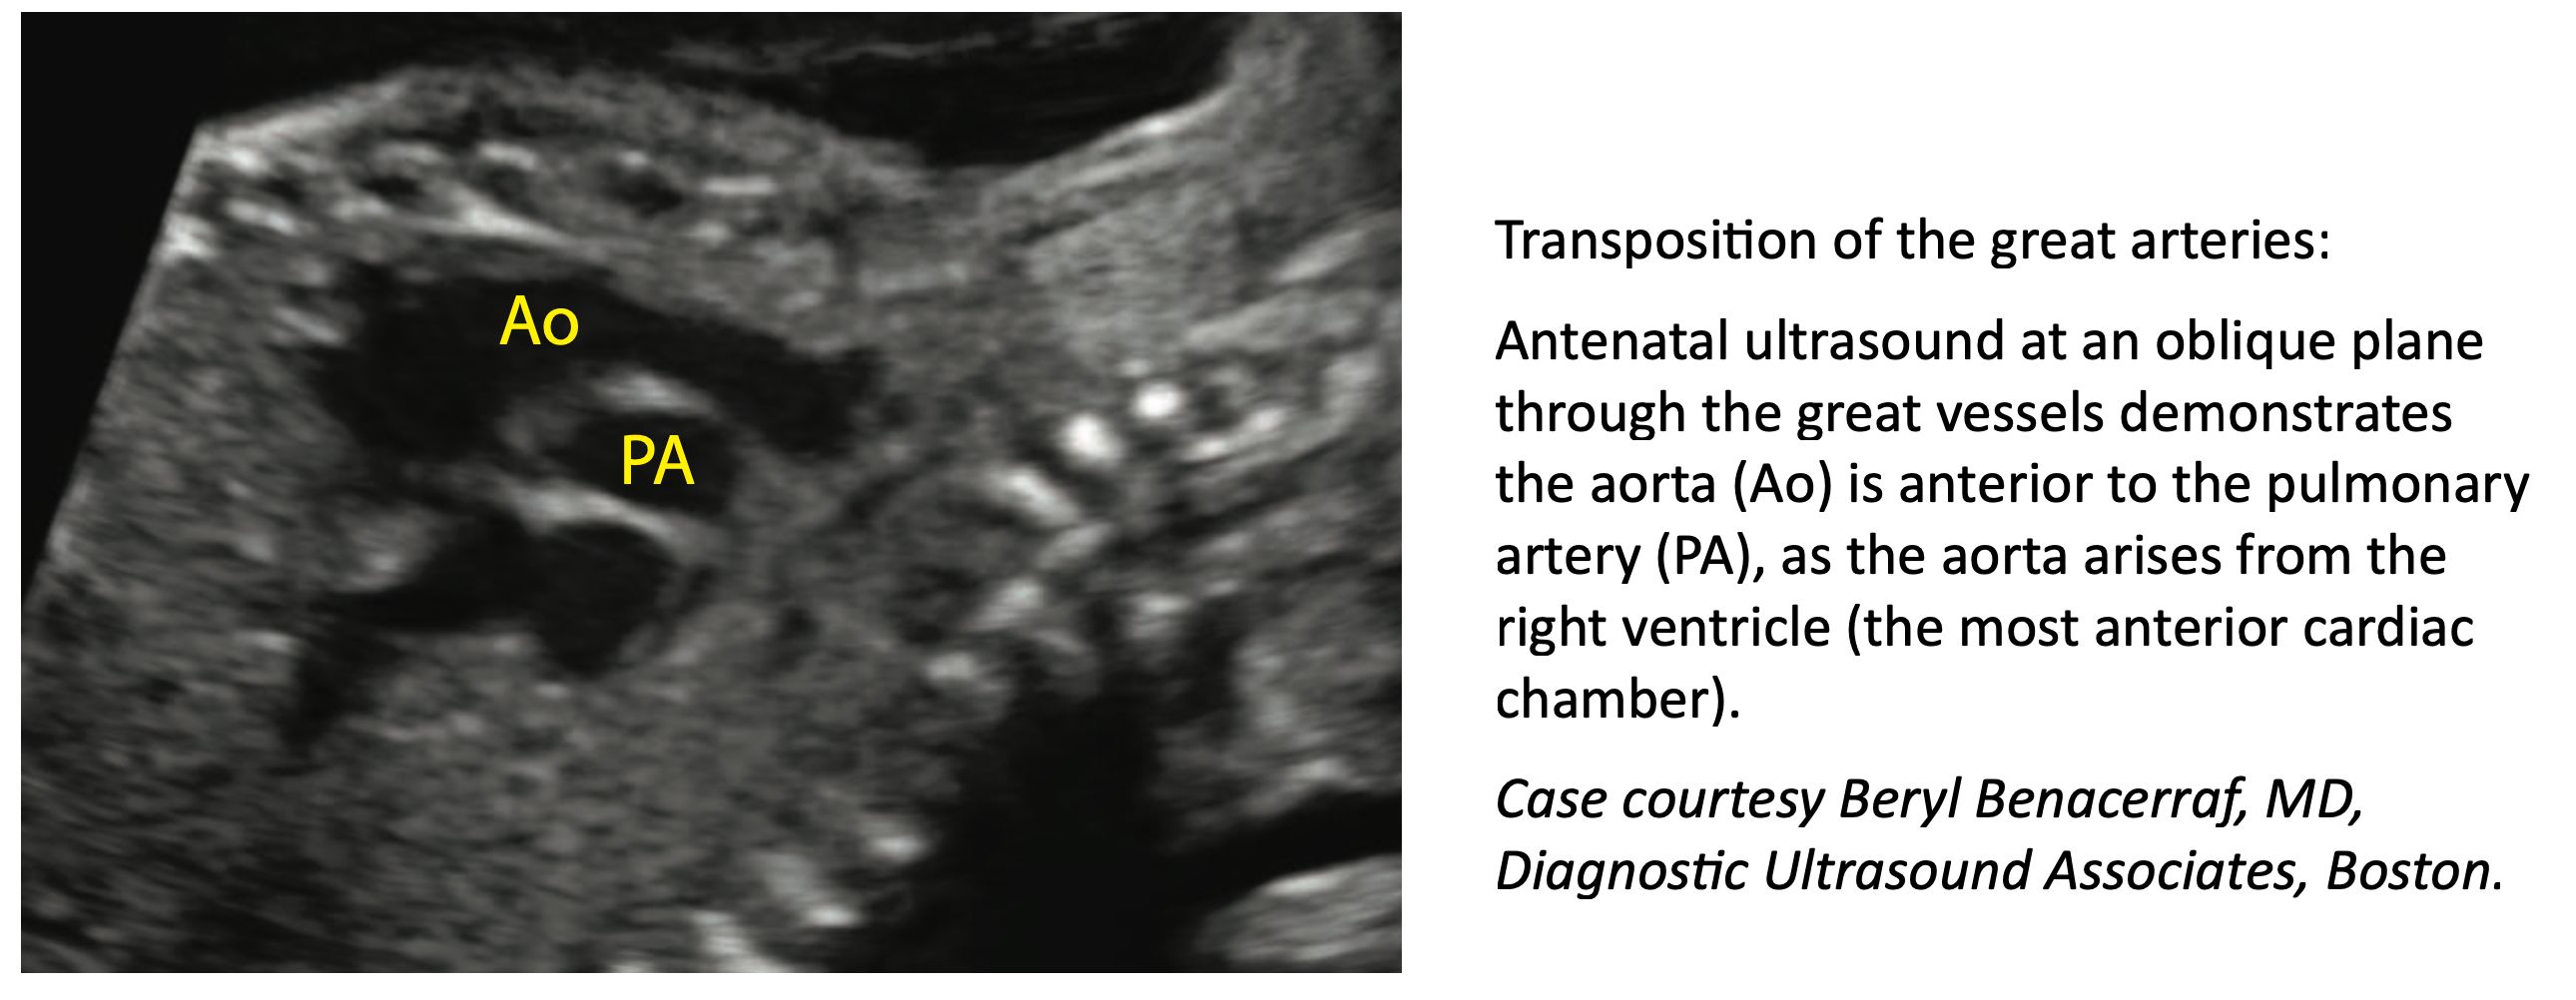 Ao
PA
Transposition of the great arteries:
Antenatal ultrasound at an oblique plane
through the great vessels demonstrates
the aorta (Ao) is anterior to the pulmonary
artery (PA), as the aorta arises from the
right ventricle (the most anterior cardiac
chamber).
Case courtesy Beryl Benacerraf, MD,
Diagnostic Ultrasound Associates, Boston.